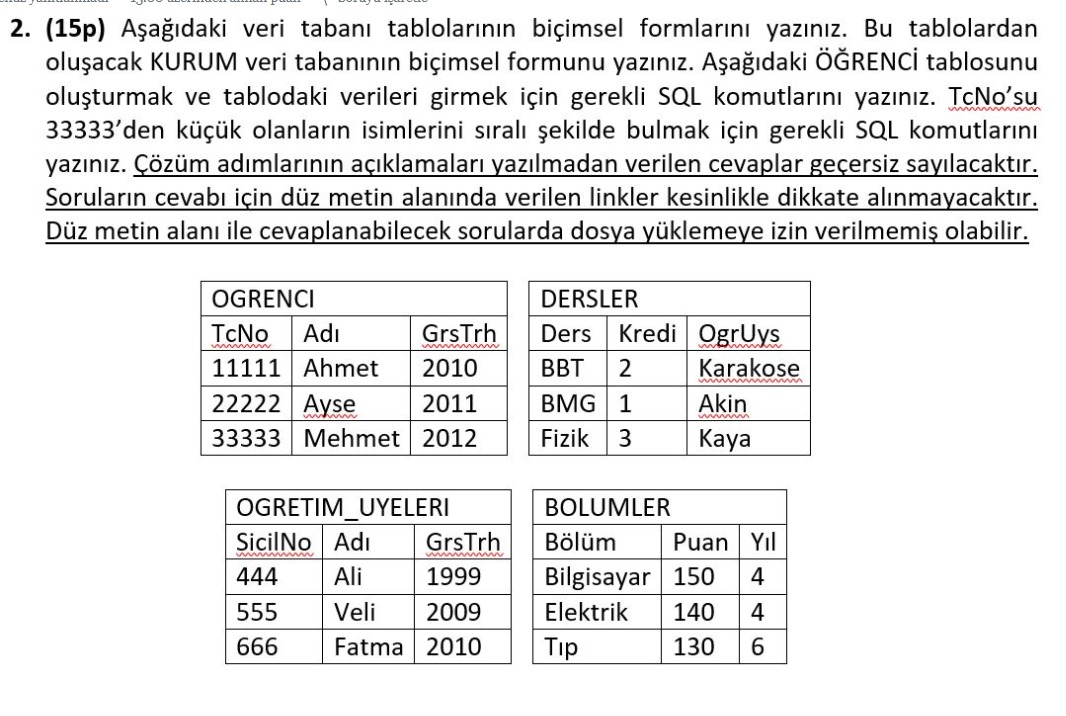 2. (15p) Aşağıdaki veri tabanı tablolarının biçimsel formlarını yazınız. Bu tablolardan
oluşacak KURUM veri tabanının biçimsel formunu yazınız. Aşağıdaki ÖĞRENCİ tablosunu
oluşturmak ve tablodaki verileri girmek için gerekli SQL komutlarını yazınız. TcNo’su
33333’den küçük olanların isimlerini sıralı şekilde bulmak için gerekli SQL komutlarını
yazınız. Çözüm adımlarının açıklamaları yazılmadan verilen cevaplar geçersiz sayılacaktır.
Soruların cevabı için düz metin alanında verilen linkler kesinlikle dikkate alınmayacaktır.
Düz metin alanı ile cevaplanabilecek sorularda dosya yüklemeye izin verilmemiş olabilir.
OGRENCI
TcNo Adı GrsTrh
11111 Ahmet 2010
22222 Ayse 2011
33333 Mehmet 2012
DERSLER
Ders Kredi OgrUys
BBT 2 Karakose
BMG 1 Akin
Fizik 3 Kaya
OGRETIM_UYELERI
SicilNo Adı GrsTrh
444 Ali 1999
555 Veli 2009
666 Fatma 2010
BOLUMLER
Bölüm Puan Yıl
Bilgisayar 150 4
Elektrik 140 4
Tıp 130 6